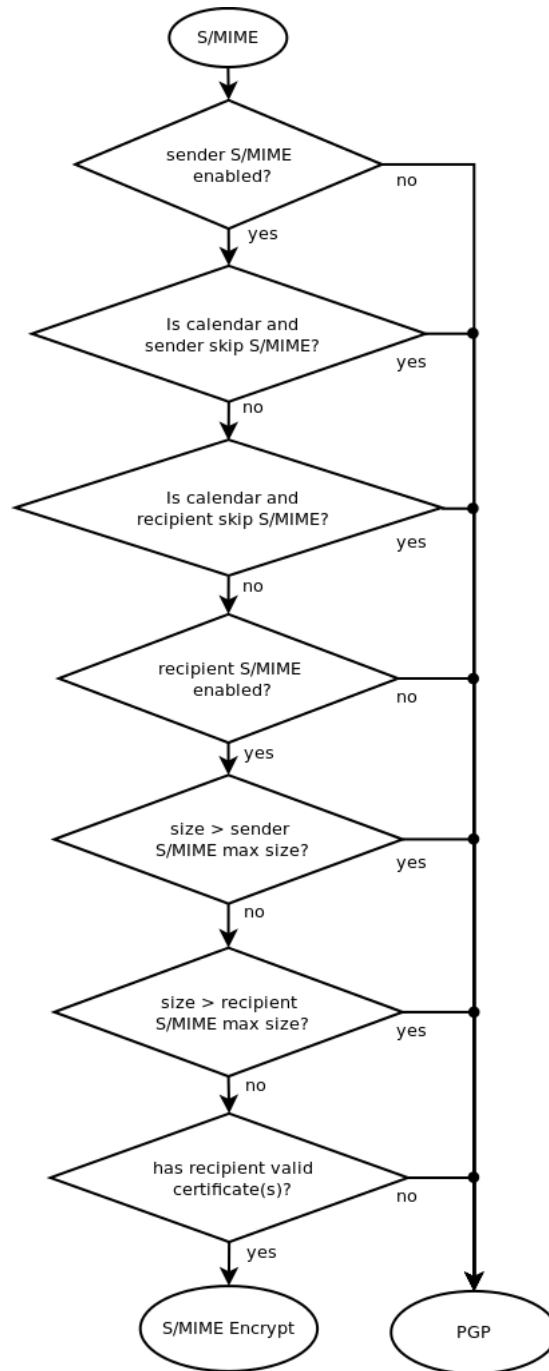 S/MIME
sender S/MIME
enabled?
no
yes
Is calendar and
sender skip S/MIME?
yes
no
Is calendar and
recipient skip S/MIME?
yes
no
recipient S/MIME
enabled?
no
yes
size > sender
S/MIME max size?
yes
no
size > recipient
S/MIME max size?
yes
no
has recipient valid
certificate(s)?
no
yes
S/MIME Encrypt
PGP